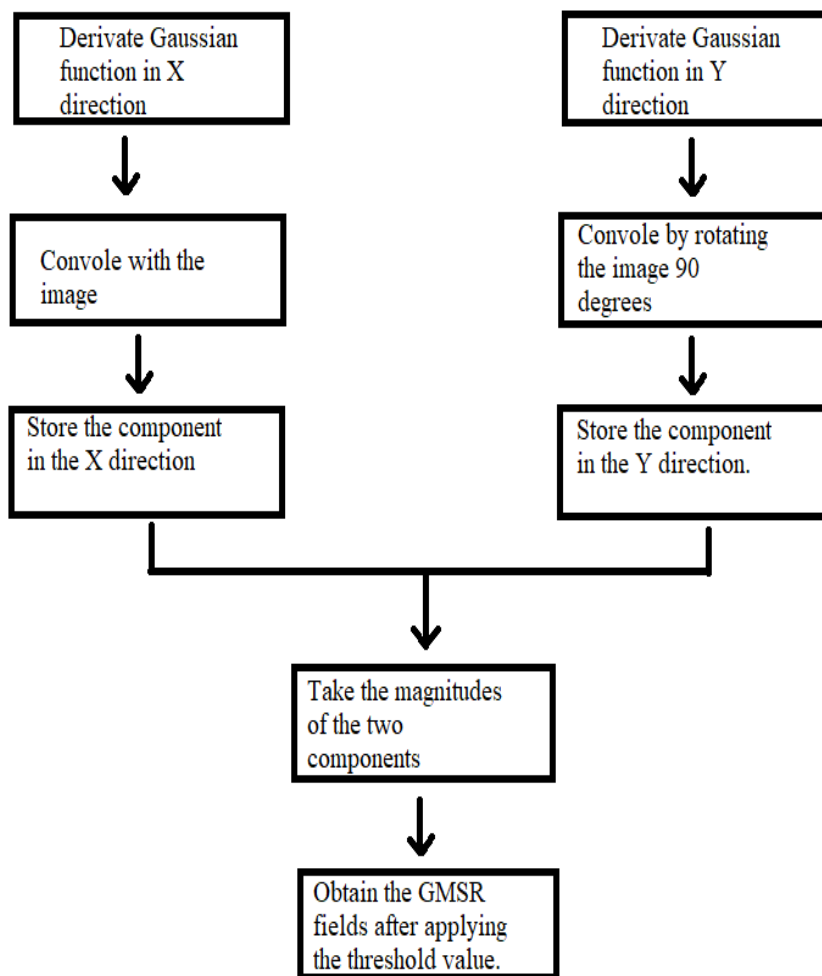 Derivate Gaussian
function in X
direction
Derivate Gaussian
function in Y
direction
Convole with the
image
Convole by rotating
the image 90
degrees
Store the component
in the X direction
Store the component
in the Y direction.
Take the magnitudes
of the two
components
Obtain the GMSR
fields after applying
the threshold value.